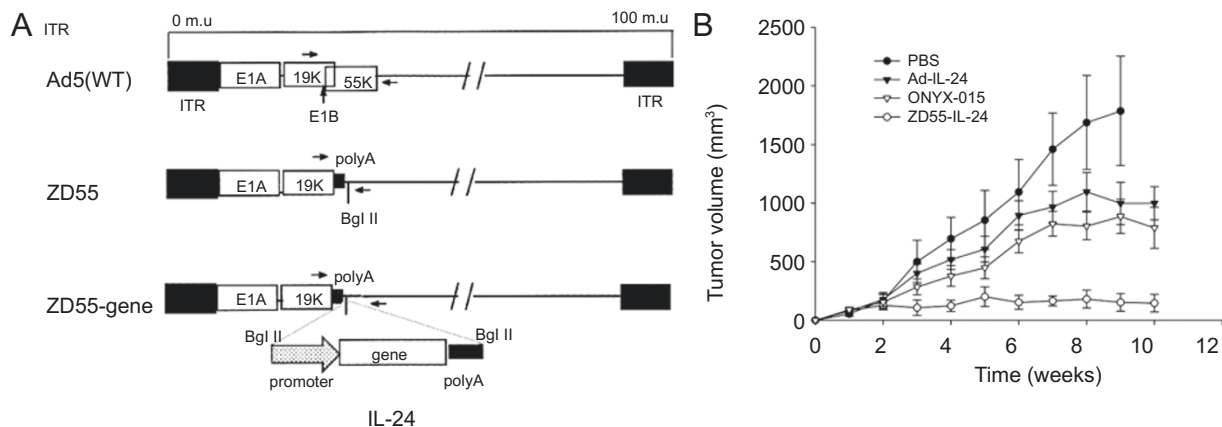 A
ITR
0 m.u
100 m.u
Ad5(WT)
E1A
19K
55K
ITR
E1B
ITR
ZD55
E1A
19K
polyA
Bgl II
ZD55-gene
E1A
19K
polyA
Bgl II
Bgl II
gene
promoter
polyA
IL-24
B
PBS
Ad-IL-24
ONYX-015
ZD55-IL-24
Tumor volume (mm³)
2500
2000
1500
1000
500
0
0 2 4 6 8 10 12
Time (weeks)